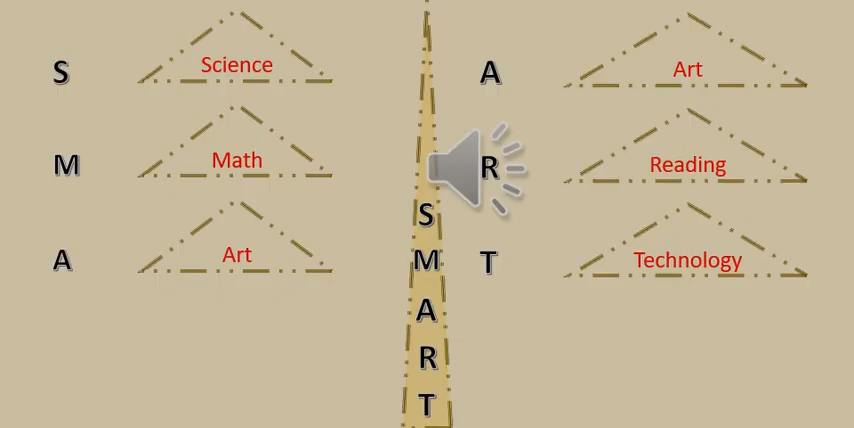 S Science
M Math
A Art
A Art
R Reading
T Technology
S
M
A
R
T